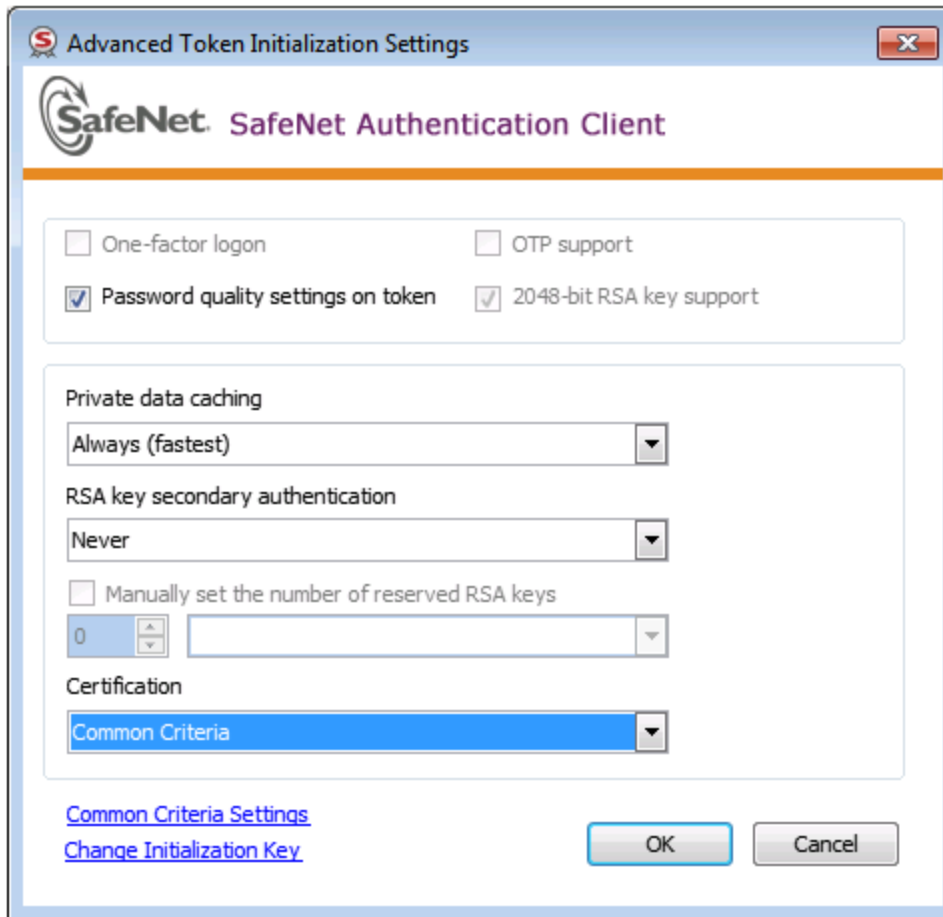 Advanced Token Initialization Settings
SafeNet. SafeNet Authentication Client
One-factor logon OTP support
Password quality settings on token 2048-bit RSA key support
Private data caching
Always (fastest)
RSA key secondary authentication
Never
Manually set the number of reserved RSA keys
0
Certification
Common Criteria
Common Criteria Settings
Change Initialization Key
OK Cancel